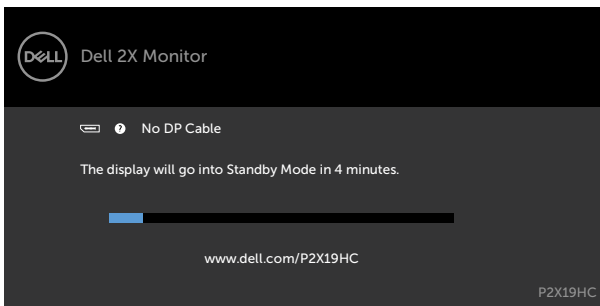 DELL
Dell 2X Monitor
? No DP Cable
The display will go into Standby Mode in 4 minutes.
www.dell.com/P2X19HC
P2X19HC